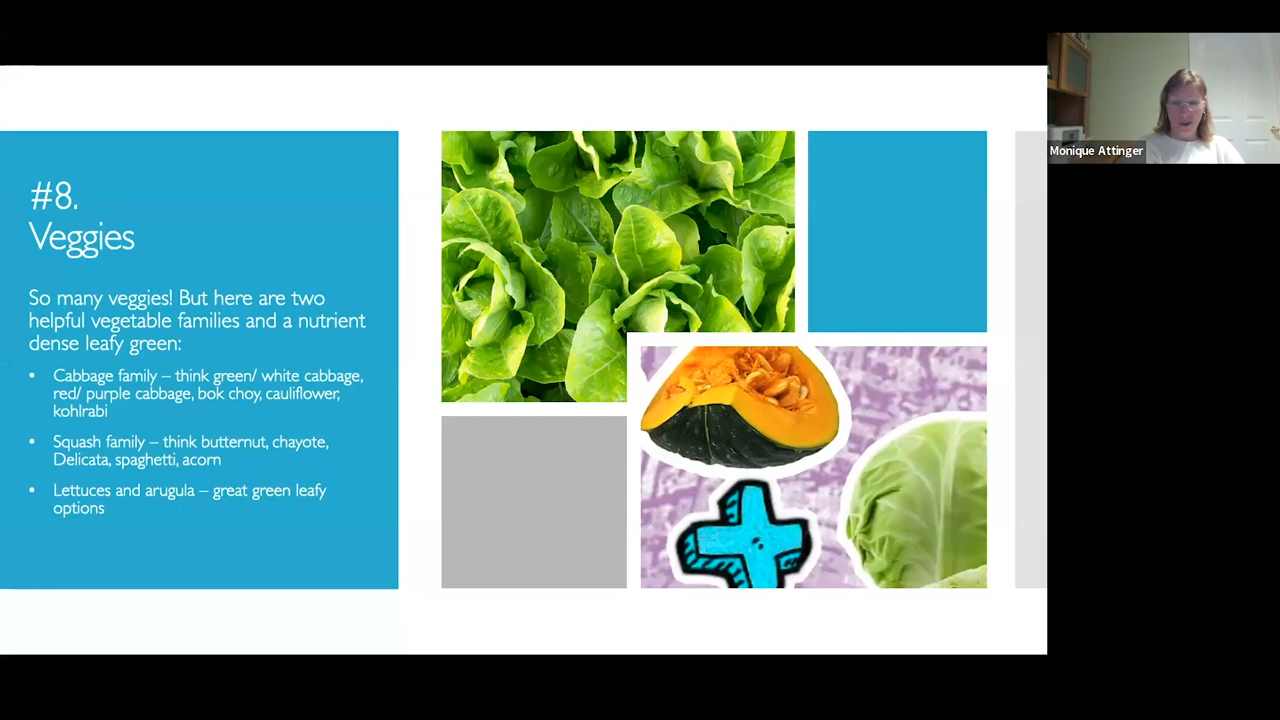 #8.
Veggies
So many veggies! But here are two
helpful vegetable families and a nutrient
dense leafy green:
• Cabbage family – think green/ white cabbage,
red/ purple cabbage, bok choy, cauliflower,
kohlrabi
• Squash family – think butternut, chayote,
Delicata, spaghetti, acorn
• Lettuces and arugula – great green leafy
options
Monique Attinger